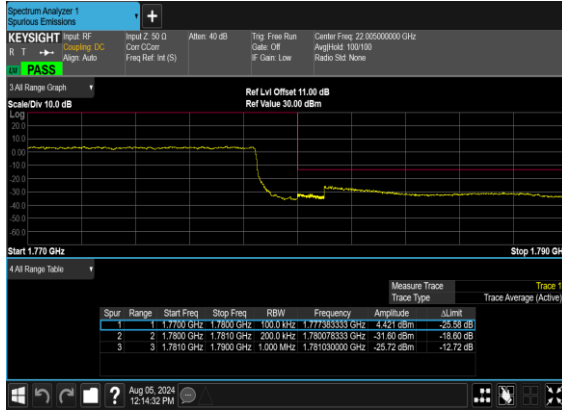 Spectrum Analyzer 1
Spurious Emissions
+
KEYSIGHT Input: RF Input Z: 50 Ω Atten: 40 dB Trig: Free Run Center Freq: 22.005000000 GHz
R T Coupling: DC Corr CCorr Gate: Off Avg|Hold: 100/100
Align: Auto Freq Ref: Int (S) IF Gain: Low Radio Std: None
PASS
3 All Range Graph
Ref Lvl Offset 11.00 dB
Scale/Div 10.0 dB Ref Value 30.00 dBm
Log
20.0
10.0
0.00
-10.0
-20.0
-30.0
-40.0
-50.0
-60.0
Start 1.770 GHz Stop 1.790 GH
4 All Range Table
Measure Trace Trace 1
Trace Type Trace Average (Active)
Spur Range Start Freq Stop Freq RBW Frequency Amplitude ΔLimit
1 1 1.7700 GHz 1.7800 GHz 100.0 kHz 1.777383333 GHz 4.421 dBm -25.58 dB
2 2 1.7800 GHz 1.7810 GHz 200.0 kHz 1.780078333 GHz -31.60 dBm -18.60 dB
3 3 1.7810 GHz 1.7900 GHz 1.000 MHz 1.781030000 GHz -25.72 dBm -12.72 dB
? Aug 05, 2024
12:14:32 PM